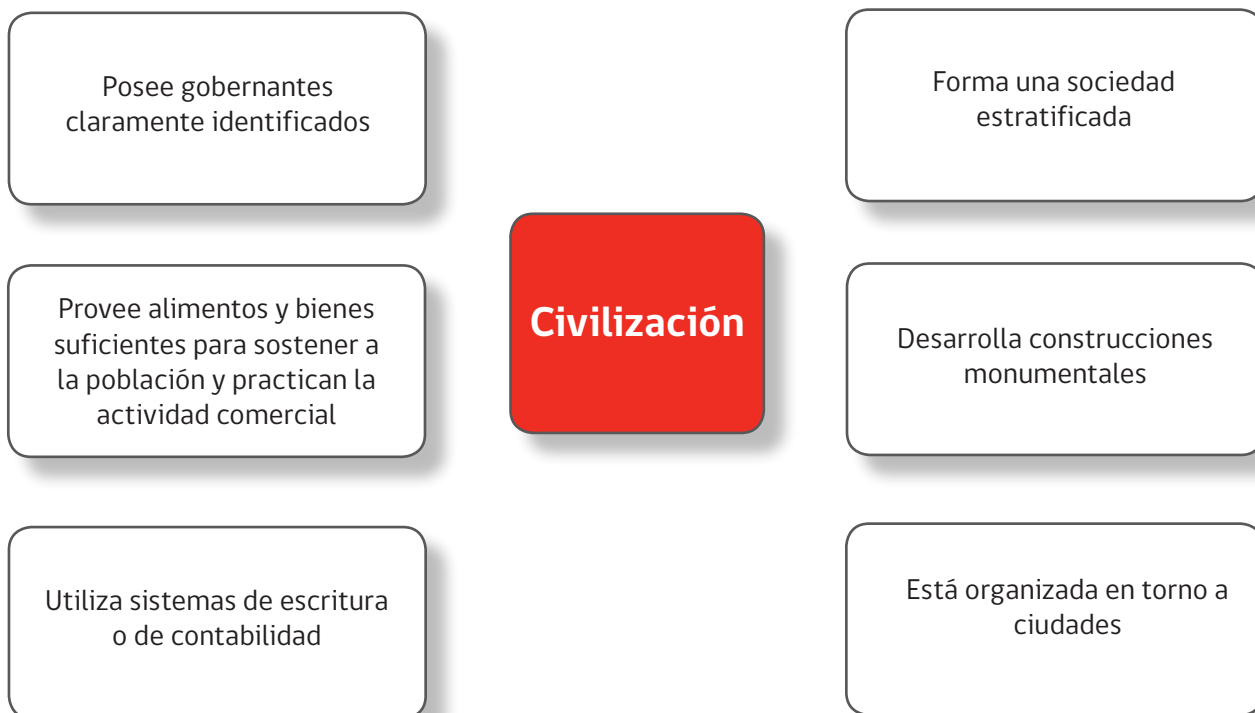 Posee gobernantes
claramente identificados
Provee alimentos y bienes
suficientes para sostener a
la población y practican la
actividad comercial
Utiliza sistemas de escritura
o de contabilidad
Civilización
Forma una sociedad
estratificada
Desarrolla construcciones
monumentales
Está organizada en torno a
ciudades